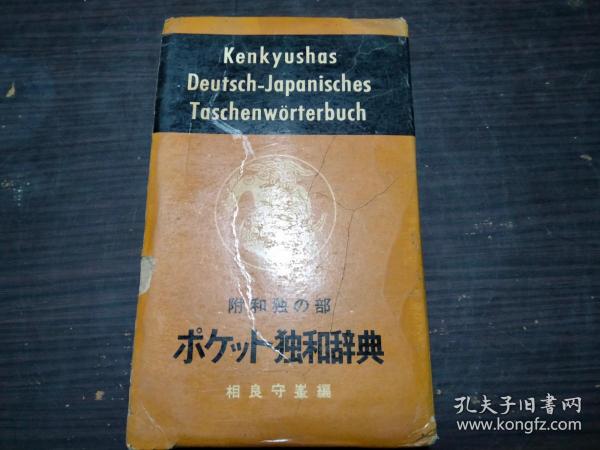 Kenkyushas
Deutsch-Japanisches
Taschenwörterbuch
附和独の部
ポケット独和辞典
相良守峯編
孔夫子旧書网
www.kongfz.com